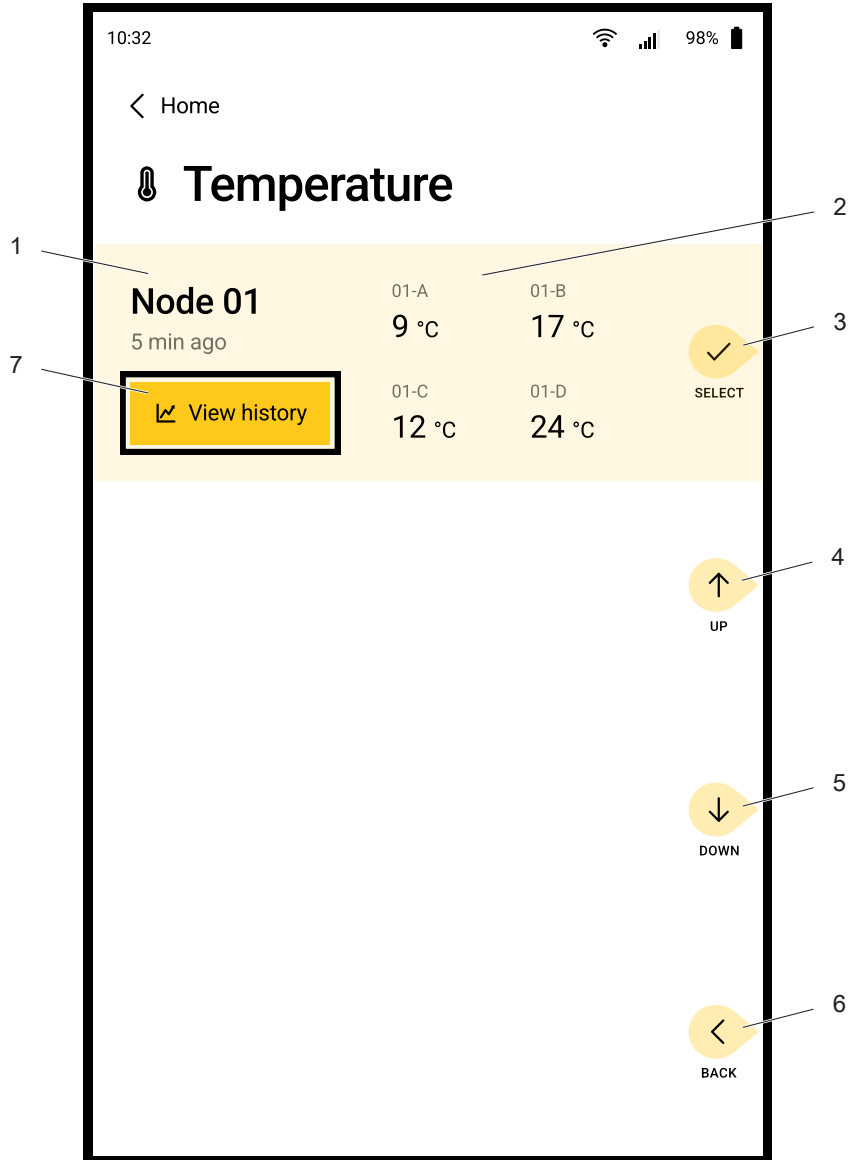 10:32 98%
Home
Temperature
1
2
Node 01
5 min ago
01-A 01-B
9 °C 17 °C
3
SELECT
7
View history
01-C 01-D
12 °C 24 °C
4
UP
5
DOWN
6
BACK